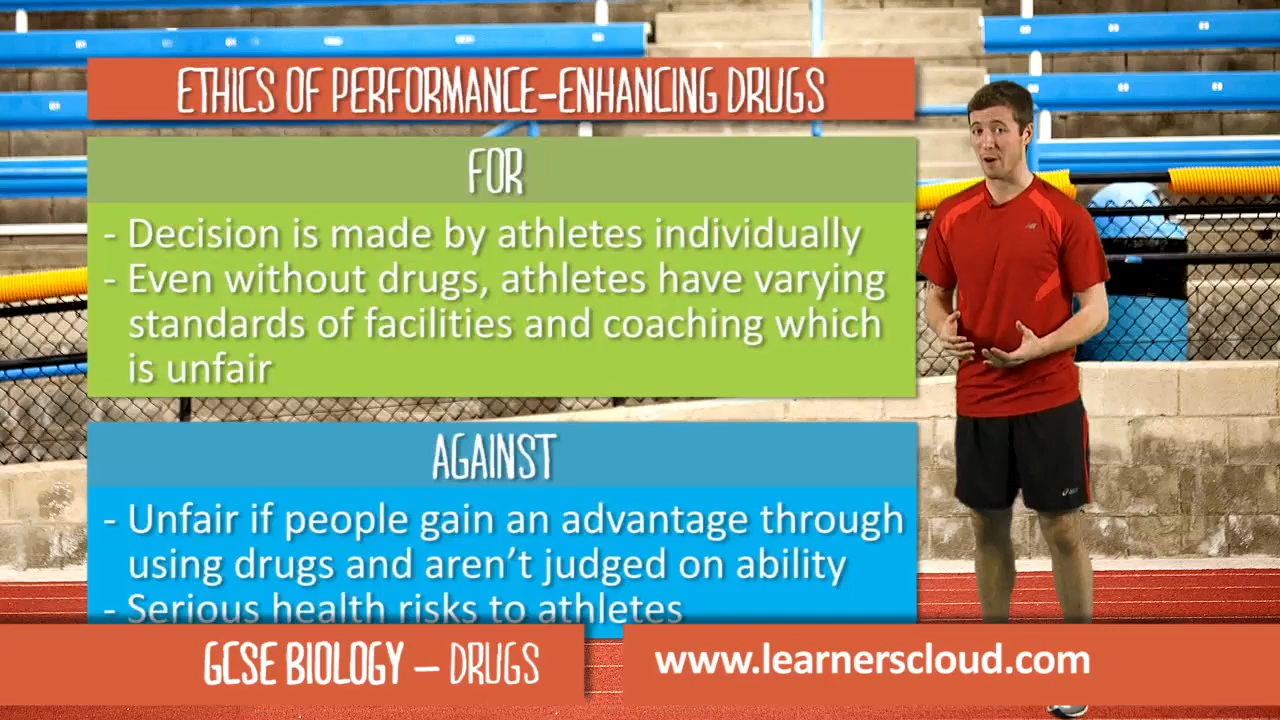 ETHICS OF PERFORMANCE-ENHANCING DRUGS
FOR
- Decision is made by athletes individually
- Even without drugs, athletes have varying
standards of facilities and coaching which
is unfair
AGAINST
- Unfair if people gain an advantage through
using drugs and aren't judged on ability
- Serious health risks to athletes
GCSE BIOLOGY – DRUGS
www.learnerscloud.com